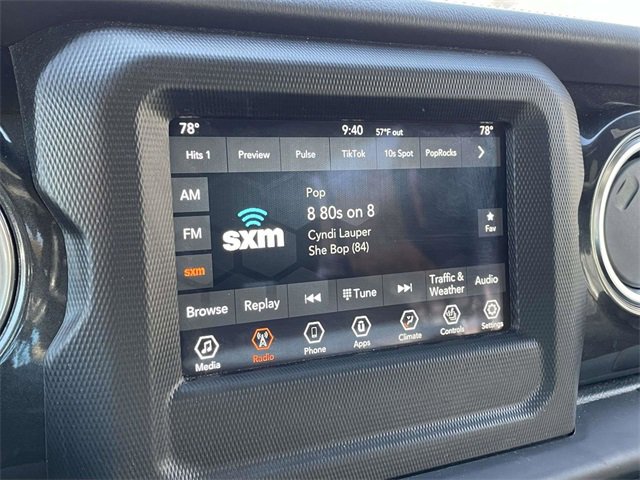 78° 9:40 57°F out 78°
Hits 1 Preview Pulse TikTok 10s Spot PopRocks
AM
FM
sxm
sxm
Pop
8 80s on 8
Cyndi Lauper
She Bop (84)
Fav
Browse Replay Tune Traffic & Weather Audio
Media Radio Phone Apps Climate Controls Settings